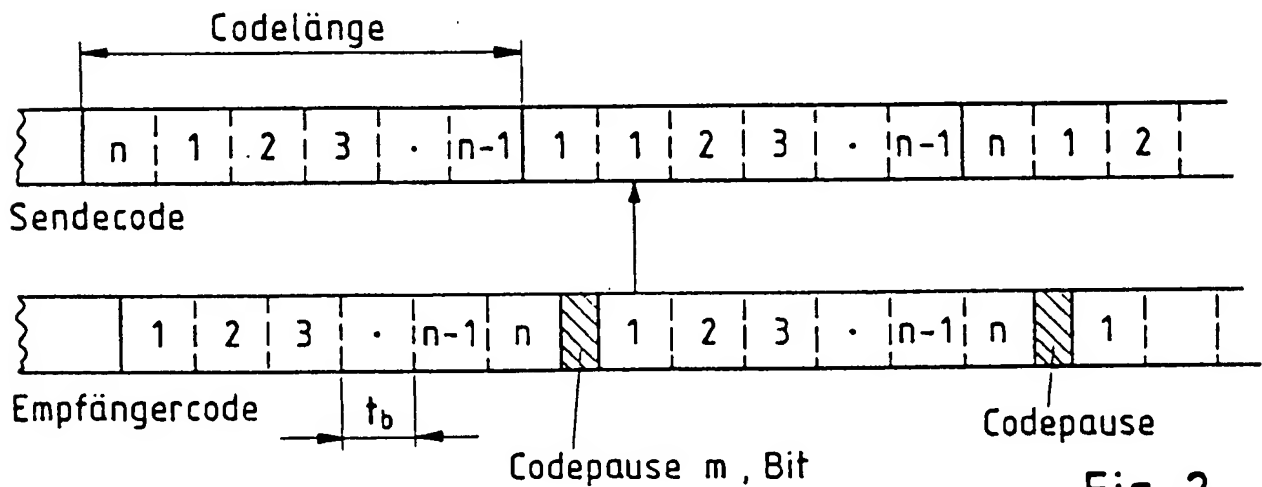 Codelänge
n 1 2 3 . n-1 1 1 2 3 . n-1 n 1 2
Sendecode
1 2 3 . n-1 n 1 2 3 . n-1 n 1
Empfängercode
t_b
Codepause
Codepause m , Bit